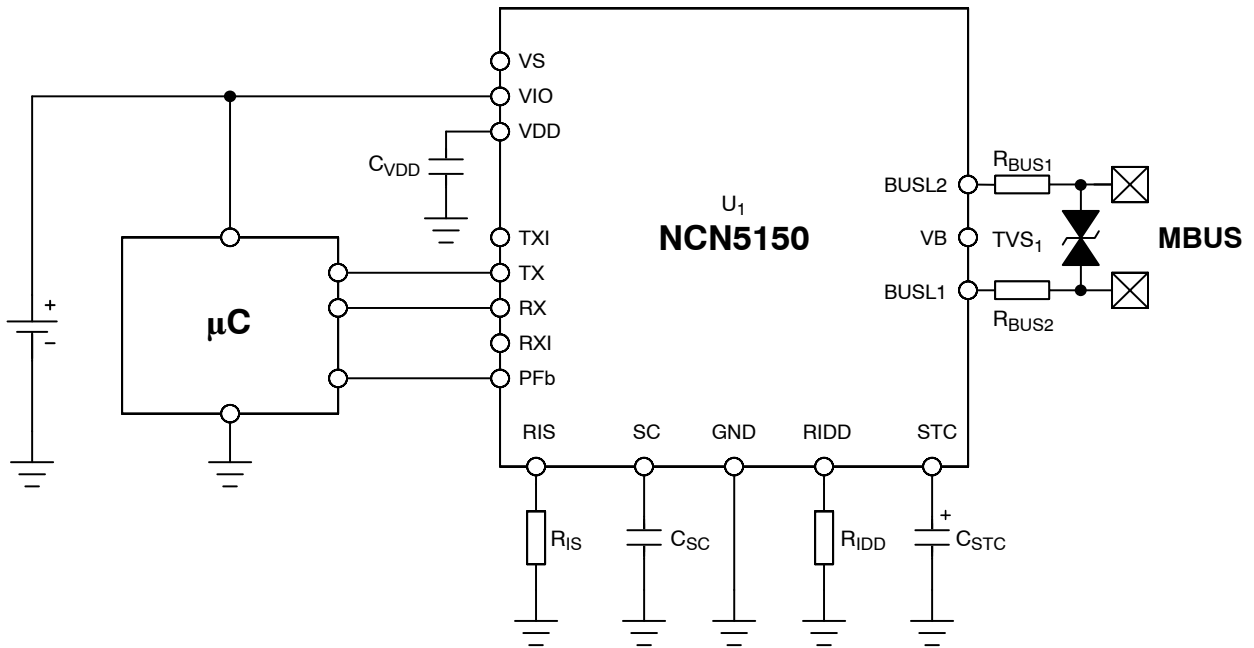 VS
VIO
VDD
CVDD
RBUS1
BUSL2
U1
NCN5150
TXI
VB
TVS1
MBUS
TX
BUSL1
RX
RBUS2
+
−
μC
RXI
PFb
RIS
SC
GND
RIDD
STC
+
RIS
CSC
RIDD
CSTC